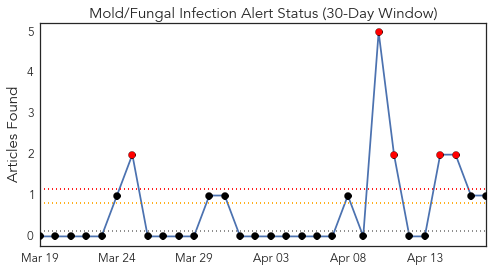 Mold/Fungal Infection Alert Status (30-Day Window)
Articles Found
5
4
3
2
1
0
Mar 19 Mar 24 Mar 29 Apr 03 Apr 08 Apr 13